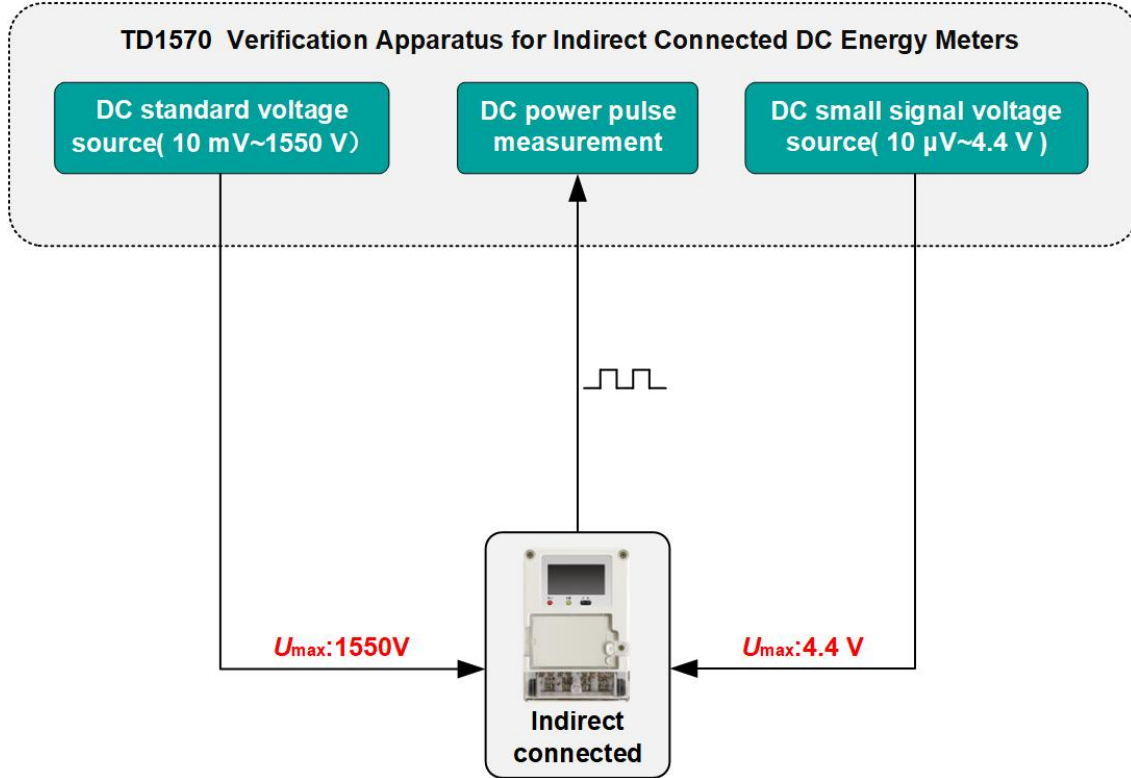 TD1570  Verification Apparatus for Indirect Connected DC Energy Meters
DC standard voltage
source( 10 mV~1550 V）
DC power pulse
measurement
DC small signal voltage
source( 10 µV~4.4 V )
Umax:1550V
Umax:4.4 V
Indirect
connected